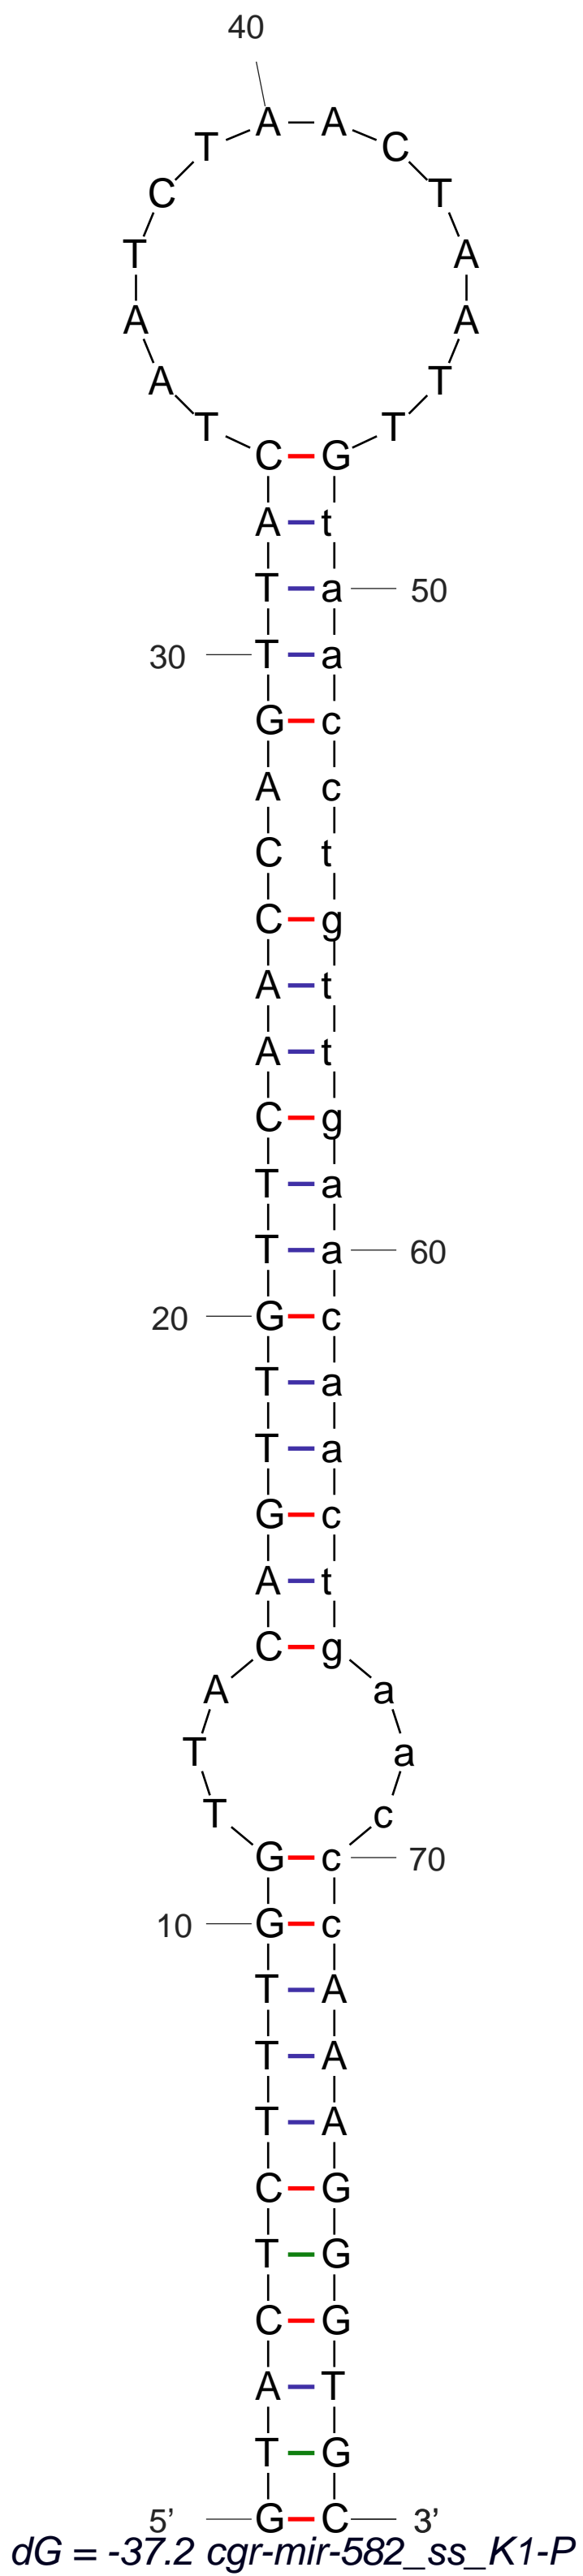 40
A A
T C
C T
T A
A A
A T
T T
C G
A t
T a 50
30 T a
G c
A c
C t
C g
A t
A t
C g
T a
T a 60
20 G c
T a
T a
G c
A t
C g
A a
T a
T c
G c 70
10 G c
T A
T A
T A
C G
T G
C G
A T
T G
5’ G C 3’
dG = -37.2 cgr-mir-582_ss_K1-P